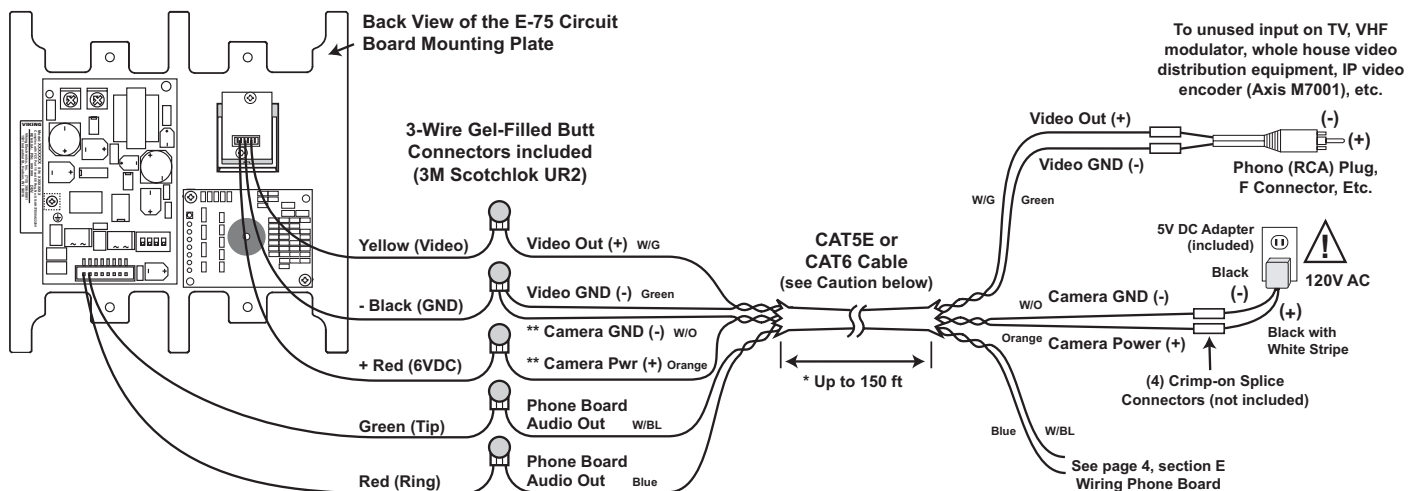 Back View of the E-75 Circuit
Board Mounting Plate
3-Wire Gel-Filled Butt
Connectors included
(3M Scotchlok UR2)
To unused input on TV, VHF
modulator, whole house video
distribution equipment, IP video
encoder (Axis M7001), etc.
Video Out (+)
Video GND (-)
(-)
(+)
Phono (RCA) Plug,
F Connector, Etc.
W/G
Green
VIKING
Yellow (Video)
Video Out (+) W/G
- Black (GND)
Video GND (-) Green
** Camera GND (-) W/O
+ Red (6VDC)
** Camera Pwr (+) Orange
Green (Tip)
Phone Board
Audio Out W/BL
Red (Ring)
Phone Board
Audio Out Blue
CAT5E or
CAT6 Cable
(see Caution below)
* Up to 150 ft
5V DC Adapter
(included)
!
120V AC
Black
(-)
W/O Camera GND (-)
(+)
Black with
White Stripe
Orange Camera Power (+)
(4) Crimp-on Splice
Connectors (not included)
Blue
W/BL
See page 4, section E
Wiring Phone Board